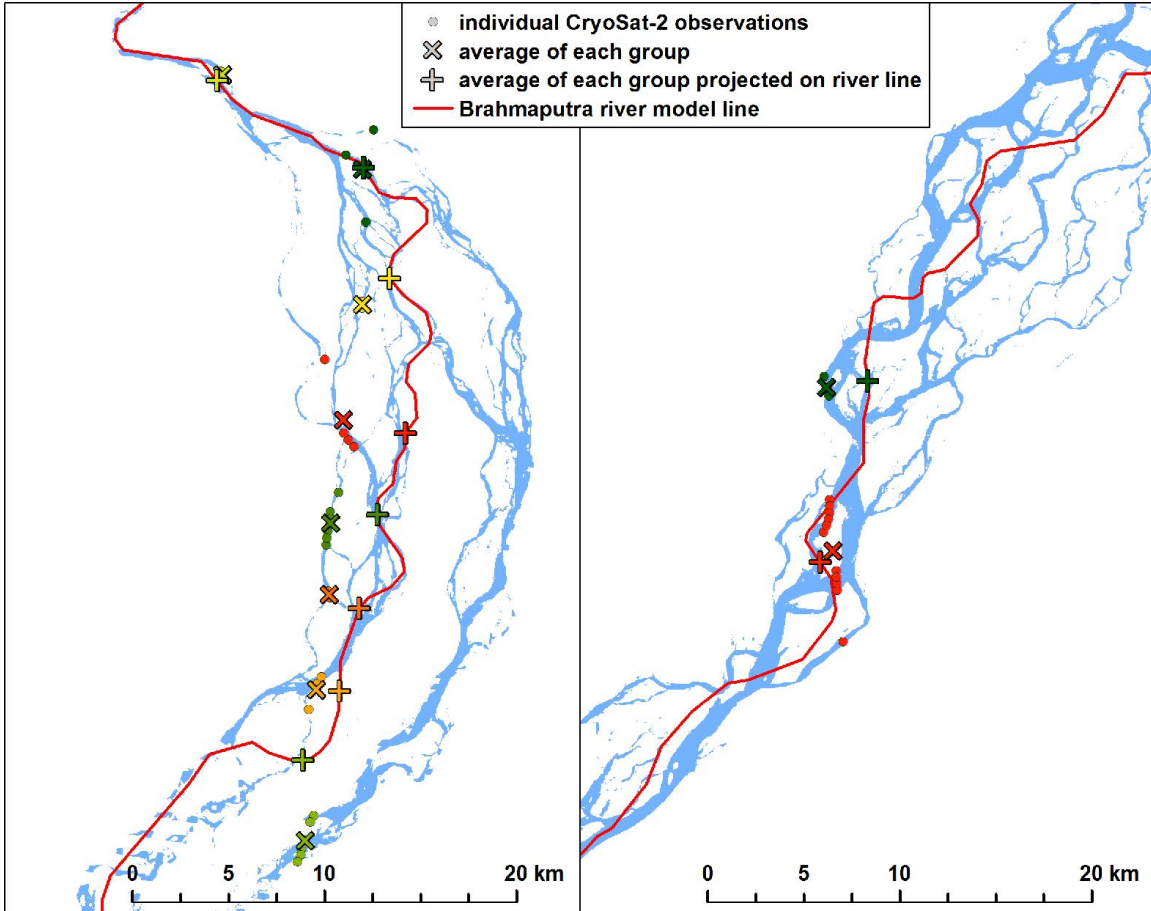 individual CryoSat-2 observations
average of each group
average of each group projected on river line
Brahmaputra river model line
0 5 10 20 km
0 5 10 20 km